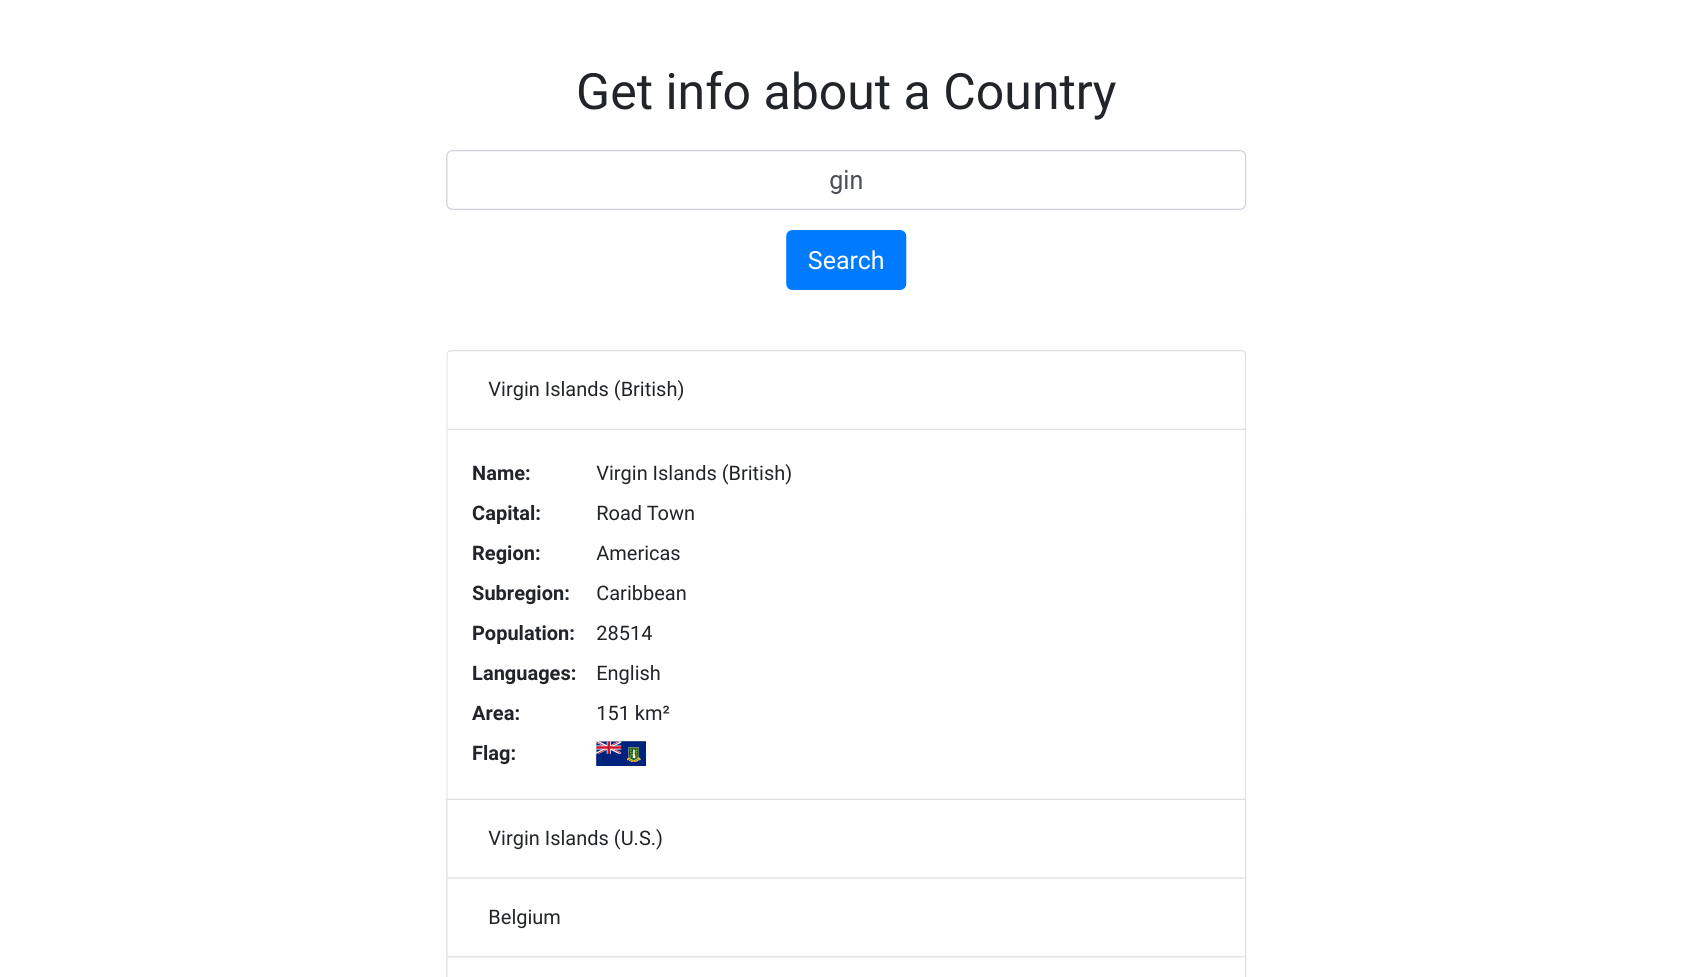 Get info about a Country
gin
Search
Virgin Islands (British)
Name: Virgin Islands (British)
Capital: Road Town
Region: Americas
Subregion: Caribbean
Population: 28514
Languages: English
Area: 151 km²
Flag:
Virgin Islands (U.S.)
Belgium